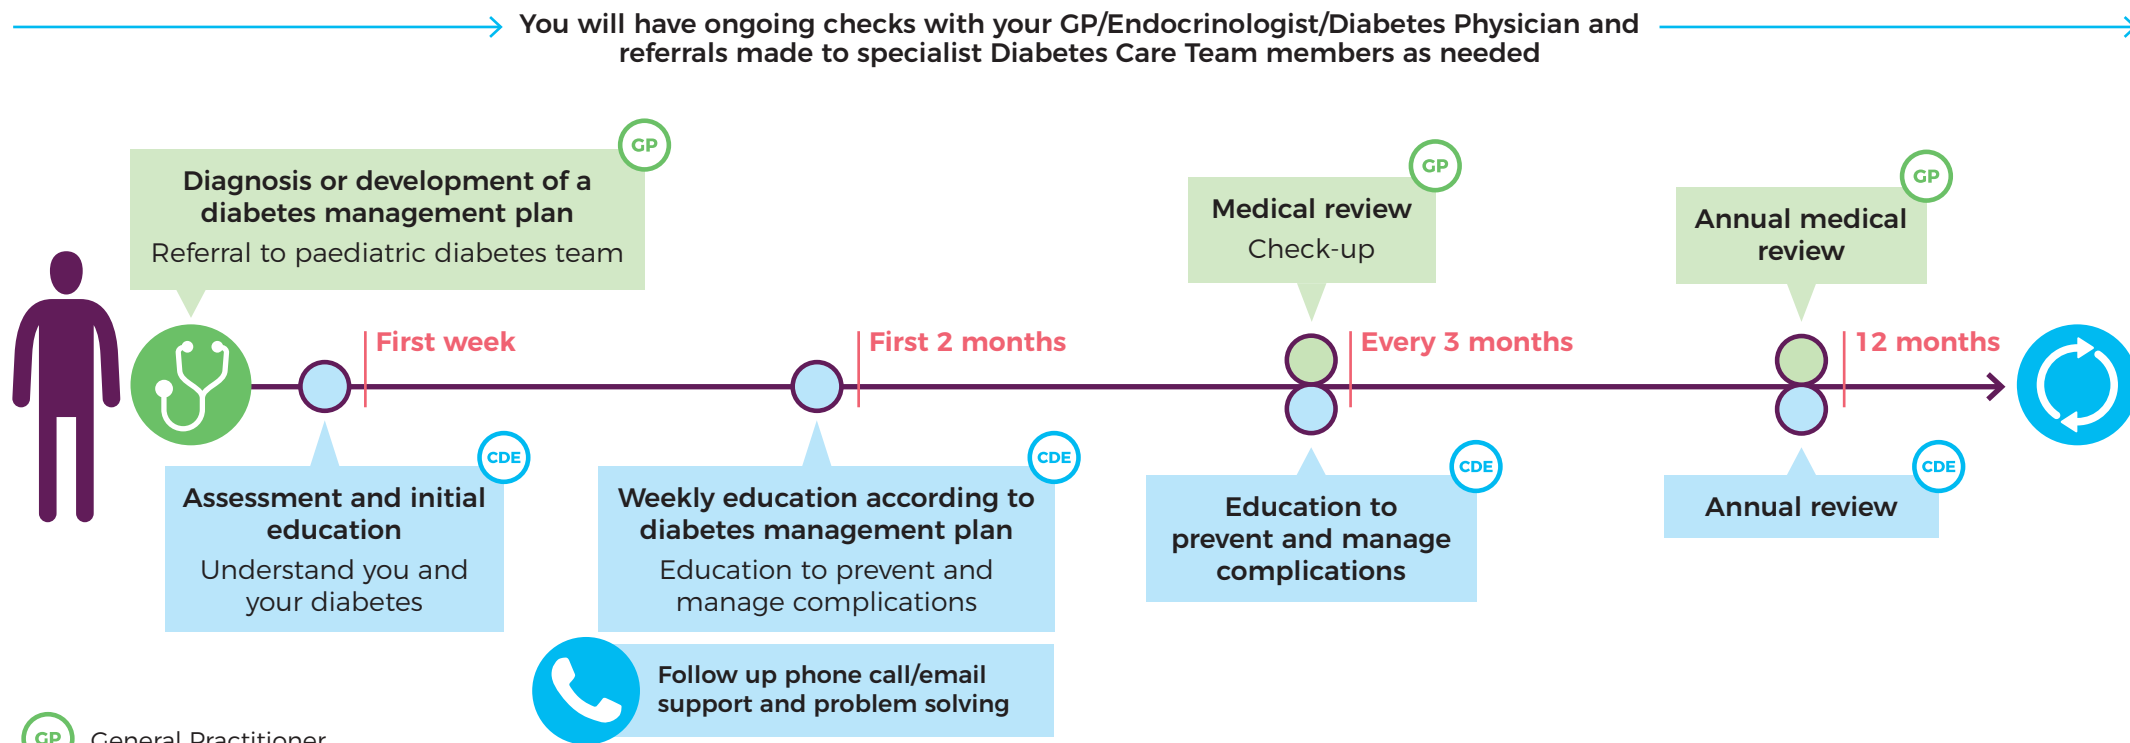 You will have ongoing checks with your GP/Endocrinologist/Diabetes Physician and
referrals made to specialist Diabetes Care Team members as needed
GP
Diagnosis or development of a
diabetes management plan
Referral to paediatric diabetes team
GP
Medical review
Check-up
GP
Annual medical
review
First week
First 2 months
Every 3 months
12 months
CDE
Assessment and initial
education
Understand you and
your diabetes
CDE
Weekly education according to
diabetes management plan
Education to prevent and
manage complications
CDE
Education to
prevent and manage
complications
CDE
Annual review
Follow up phone call/email
support and problem solving
GP
General Practitioner